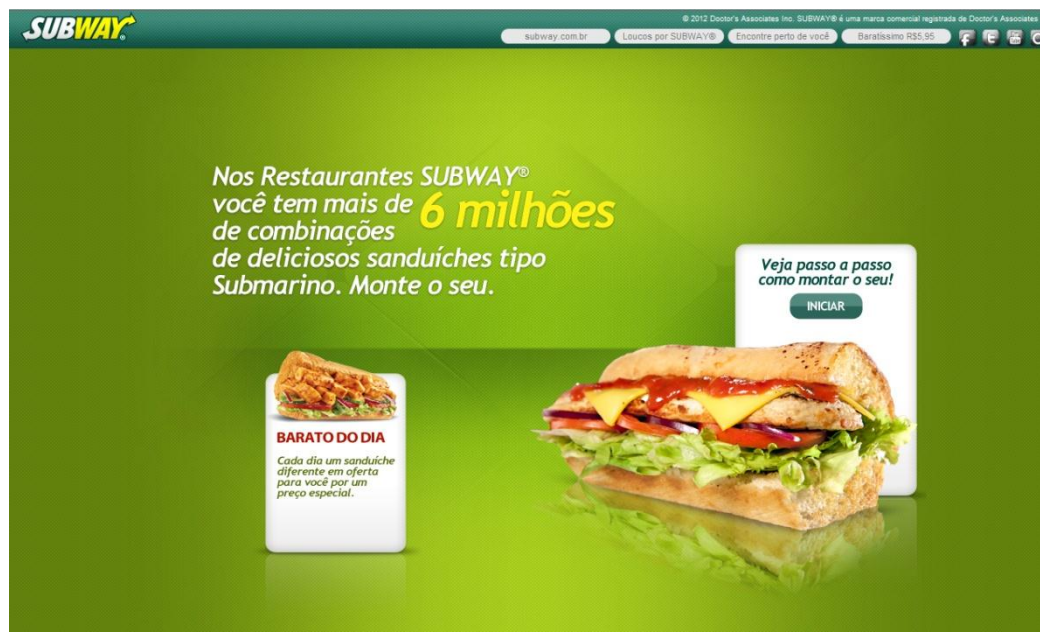 SUBWAY®
© 2012 Doctor's Associates Inc. SUBWAY® é uma marca comercial registrada de Doctor's Associates
subway.com.br
Loucos por SUBWAY®
Encontre perto de você
Baratíssimo R$5,95
Nos Restaurantes SUBWAY®
você tem mais de 6 milhões
de combinações
de deliciosos sanduíches tipo
Submarino. Monte o seu.
Veja passo a passo
como montar o seu!
INICIAR
BARATO DO DIA
Cada dia um sanduíche
diferente em oferta
para você por um
preço especial.